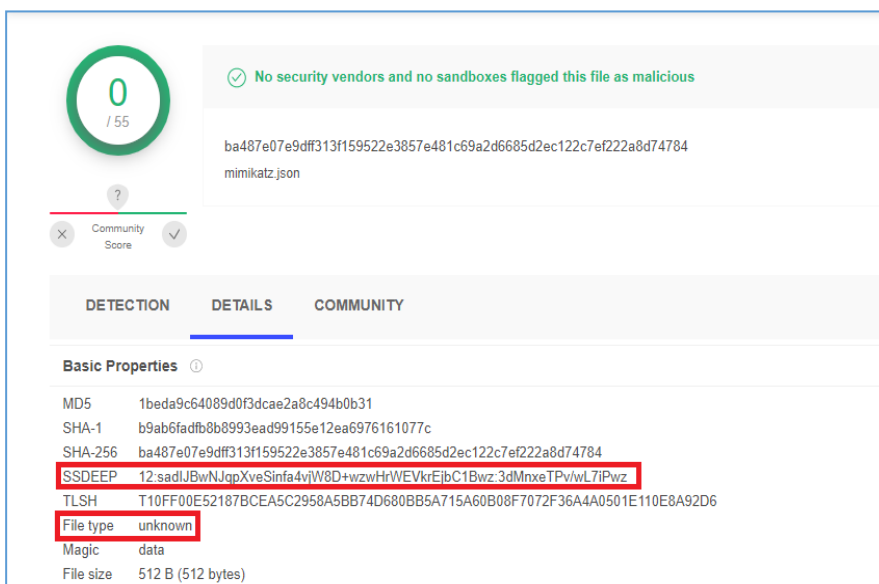 0
/ 55
No security vendors and no sandboxes flagged this file as malicious
ba487e07e9dff313f159522e3857e481c69a2d6685d2ec122c7ef222a8d74784
mimikatz.json
?
Community
Score
DETECTION DETAILS COMMUNITY
Basic Properties
MD5 1beda9c64089d0f3dcae2a8c494b0b31
SHA-1 b9ab6fadfb8b8993ead99155e12ea6976161077c
SHA-256 ba487e07e9dff313f159522e3857e481c69a2d6685d2ec122c7ef222a8d74784
SSDEEP 12:sadIJBwNJqpXveSinfa4vjW8D+wzwHrWEVkrEjbC1Bwz:3dMnxeTPv/wL7iPwz
TLSH T10FF00E52187BCEA5C2958A5BB74D680BB5A715A60B08F7072F36A4A0501E110E8A92D6
File type unknown
Magic data
File size 512 B (512 bytes)